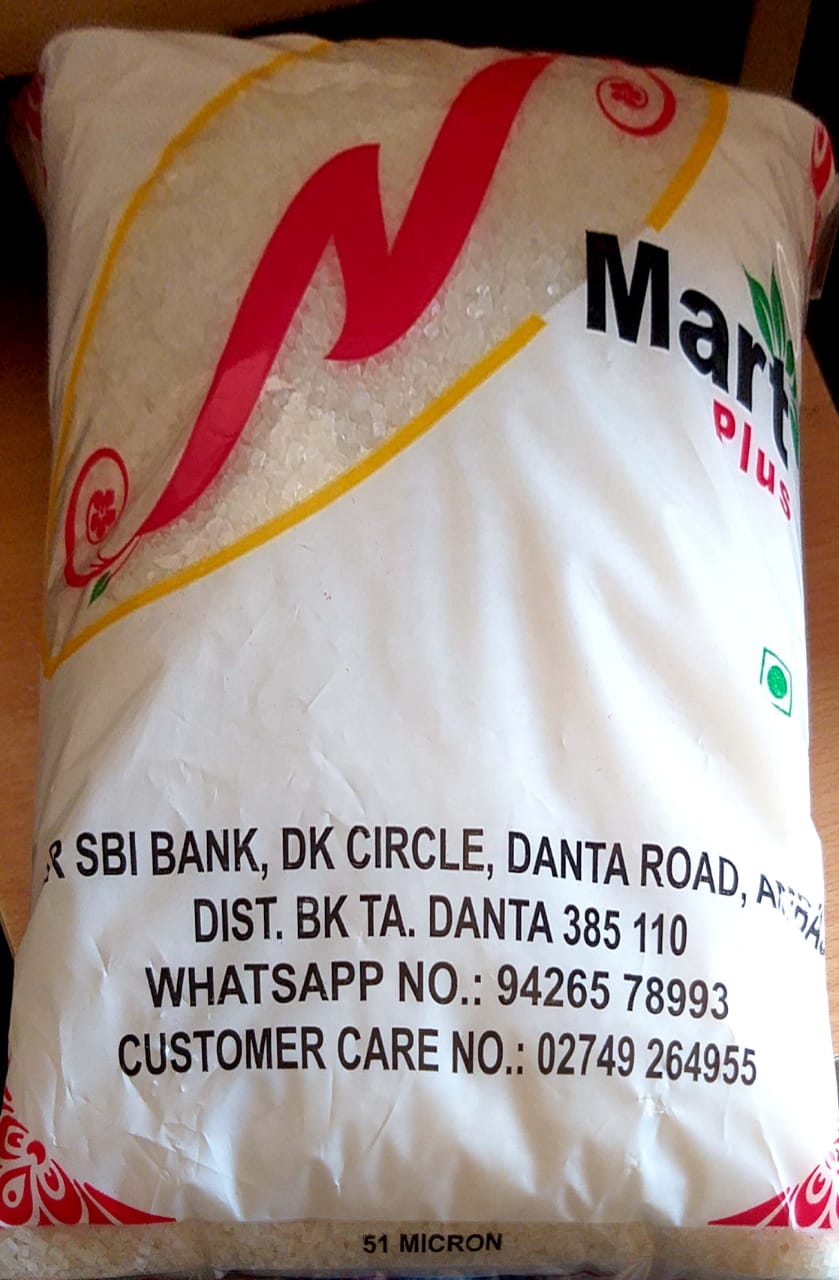 N
Mart
Plus
SBI BANK, DK CIRCLE, DANTA ROAD,
DIST. BK TA. DANTA 385 110
WHATSAPP NO.: 94265 78993
CUSTOMER CARE NO.: 02749 264955
51 MICRON